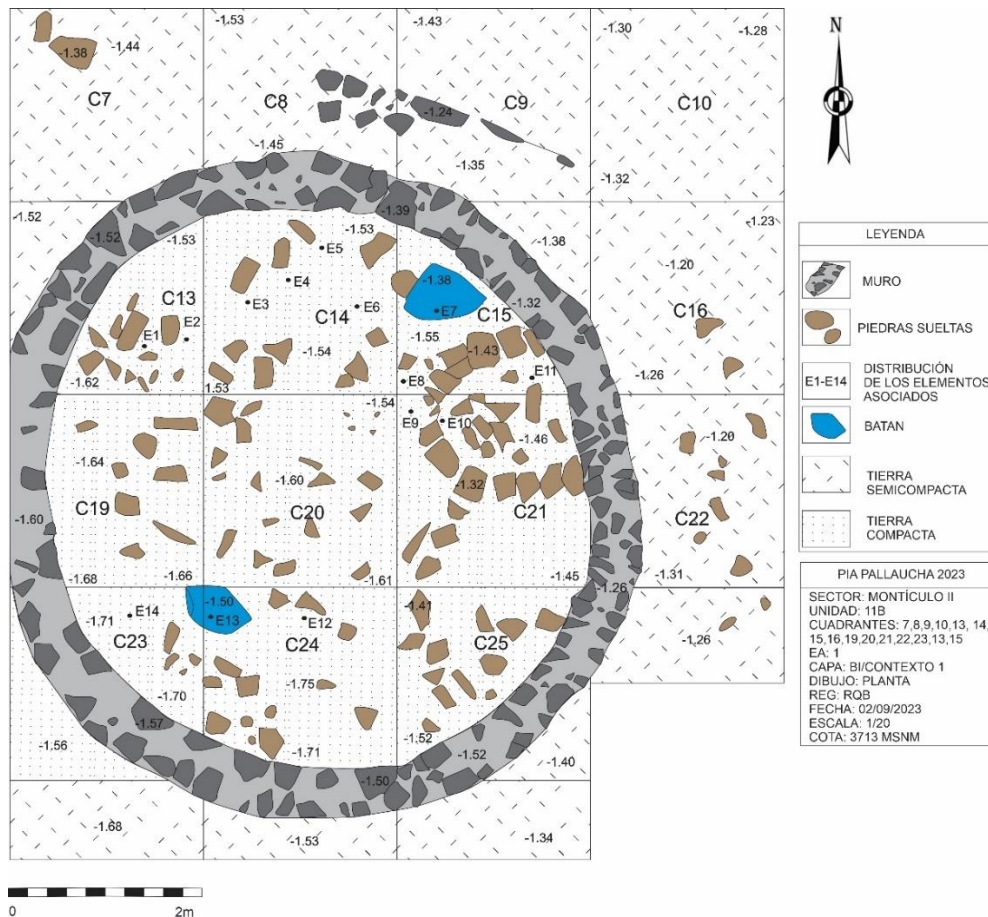 -1.53
-1.43
-1.30
-1.28
-1.38
-1.44
C7
C8
C9
C10
-1.24
-1.45
-1.35
-1.32
N
-1.52
-1.52
-1.53
-1.39
-1.53
-1.38
-1.23
-1.20
E5
E4
E3
E6
-1.38
E7
-1.32
C13
C14
C15
C16
E1
E2
-1.54
-1.55
-1.43
E8
E11
-1.62
1.53
-1.26
-1.54
E9
E10
-1.46
-1.20
-1.64
-1.60
-1.32
C19
C20
C21
C22
-1.60
-1.68
-1.66
-1.61
-1.45
-1.26
-1.31
-1.71
E14
-1.50
E13
E12
-1.41
-1.26
C23
C24
C25
-1.70
-1.75
-1.57
-1.56
-1.71
-1.52
-1.52
-1.40
-1.50
-1.68
-1.53
-1.34
0
2m
LEYENDA
MURO
PIEDRAS SUELTAS
E1-E14
DISTRIBUCIÓN
DE LOS ELEMENTOS
ASOCIADOS
BATAN
TIERRA
SEMICOMPACTA
TIERRA
COMPACTA
PIA PALLAUCHA 2023
SECTOR: MONTÍCULO II
UNIDAD: 11B
CUADRANTES: 7,8,9,10,13, 14,
15,16,19,20,21,22,23,13,15
EA: 1
CAPA: BI/CONTEXTO 1
DIBUJO: PLANTA
REG: RQB
FECHA: 02/09/2023
ESCALA: 1/20
COTA: 3713 MSNM